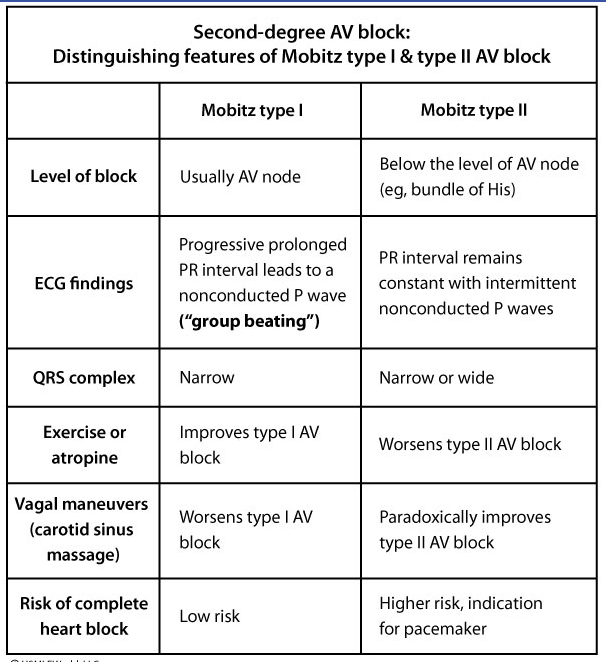 Second-degree AV block:
Distinguishing features of Mobitz type I & type II AV block
Mobitz type I
Mobitz type II
Level of block
Usually AV node
Below the level of AV node
(eg, bundle of His)
ECG findings
Progressive prolonged
PR interval leads to a
nonconducted P wave
("group beating")
PR interval remains
constant with intermittent
nonconducted P waves
QRS complex
Narrow
Narrow or wide
Exercise or
atropine
Improves type I AV
block
Worsens type II AV block
Vagal maneuvers
(carotid sinus
massage)
Worsens type I AV
block
Paradoxically improves
type II AV block
Risk of complete
heart block
Low risk
Higher risk, indication
for pacemaker